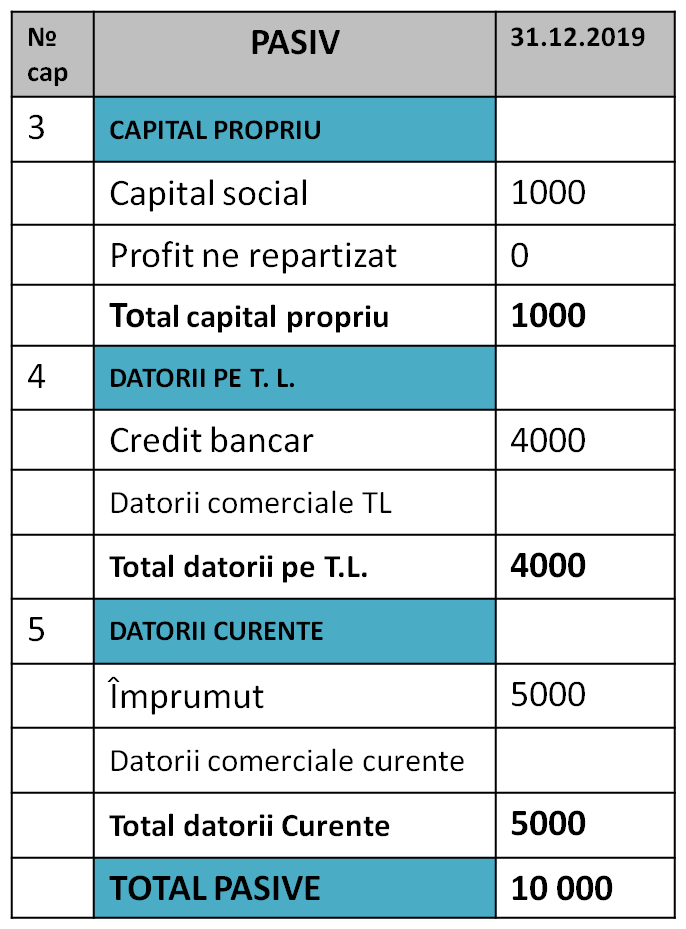 № cap PASIV 31.12.2019
3 CAPITAL PROPRIU
Capital social 1000
Profit ne repartizat 0
Total capital propriu 1000
4 DATORII PE T. L.
Credit bancar 4000
Datorii comerciale TL
Total datorii pe T.L. 4000
5 DATORII CURENTE
Împrumut 5000
Datorii comerciale curente
Total datorii Curente 5000
TOTAL PASIVE 10 000